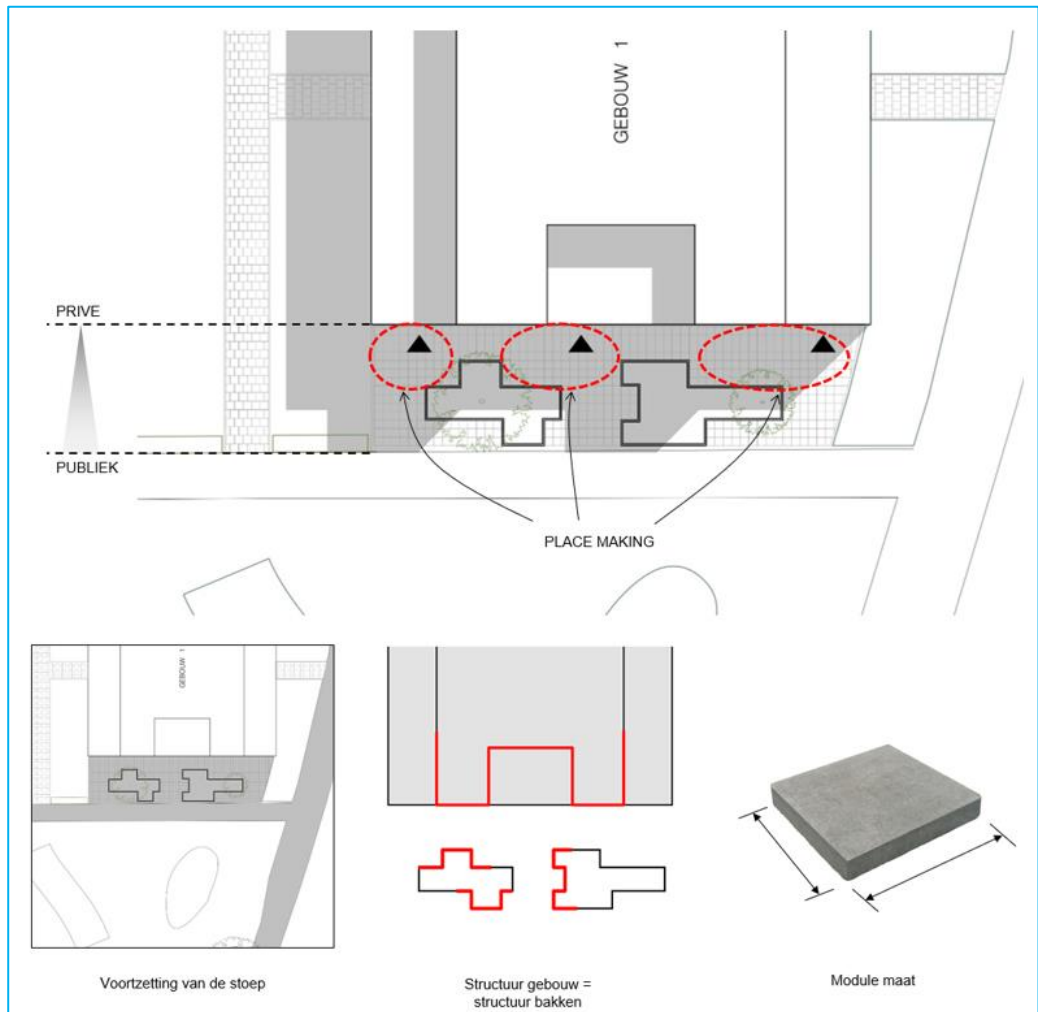 GEBOUW 1
PRIVE
PUBLIEK
PLACE MAKING
GEBOUW 1
Voortzetting van de stoep
Structuur gebouw =
structuur bakken
Module maat